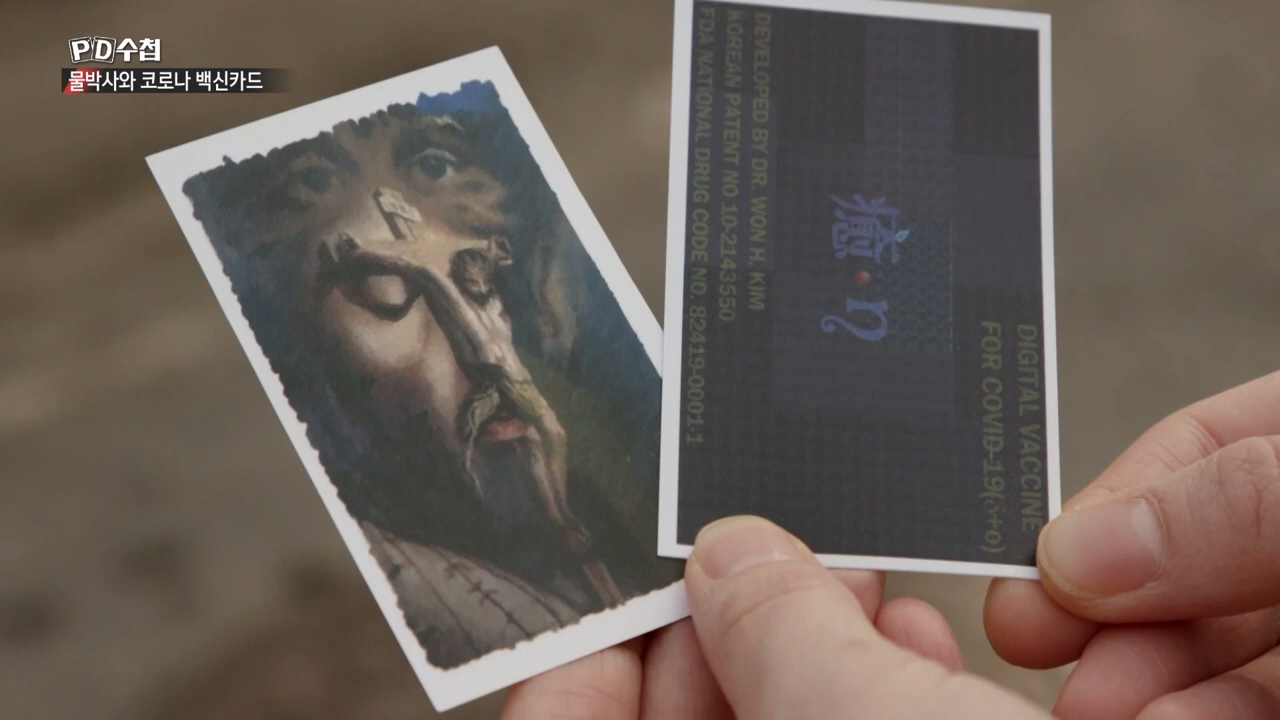 PD수첩
물박사와 코로나 백신카드
DIGITAL VACCINE
FOR COVID-19(δ+o)
癒·η
DEVELOPED BY DR. WON H. KIM
KOREAN PATENT NO 10-2143550
FDA NATIONAL DRUG CODE NO. 82419-0001-1